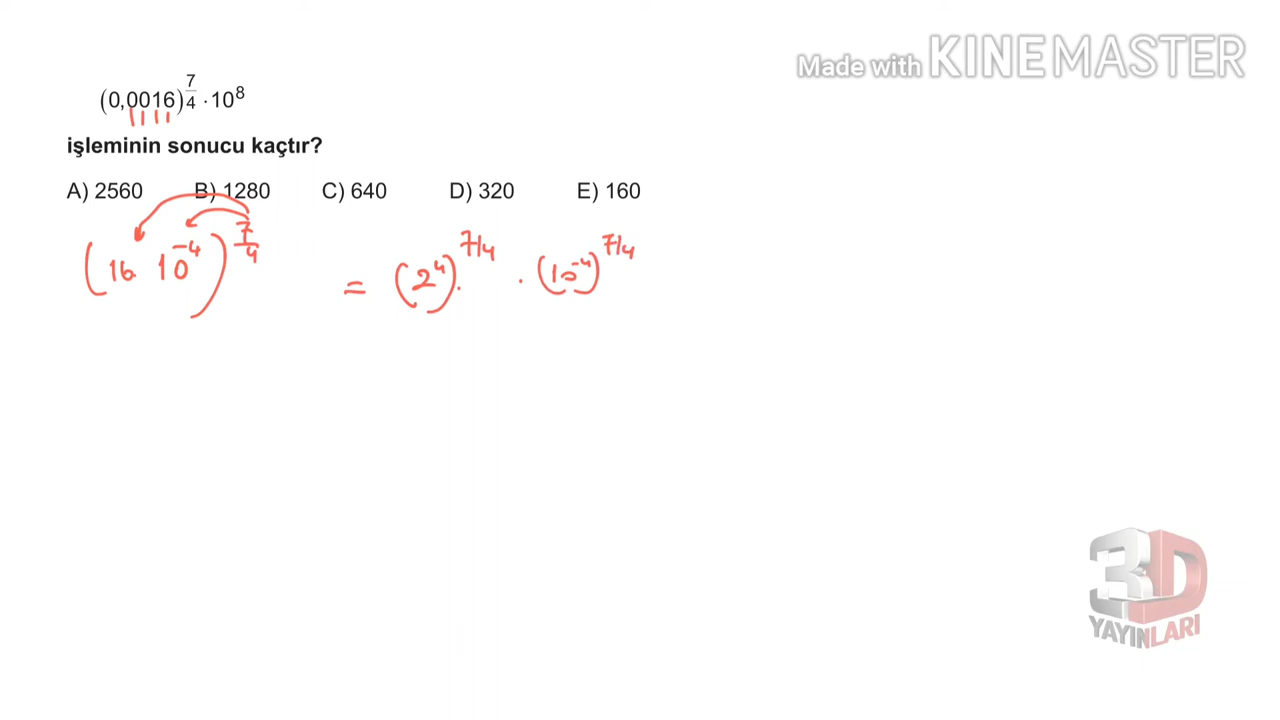 Made with KINEMASTER
(0,0016)^{7/4} · 10^8
işleminin sonucu kaçtır?
A) 2560 B) 1280 C) 640 D) 320 E) 160
(16 10^{-4})^{7/4} = (2^4)^{7/4} · (10^{-4})^{7/4}
3D
YAYINLARI